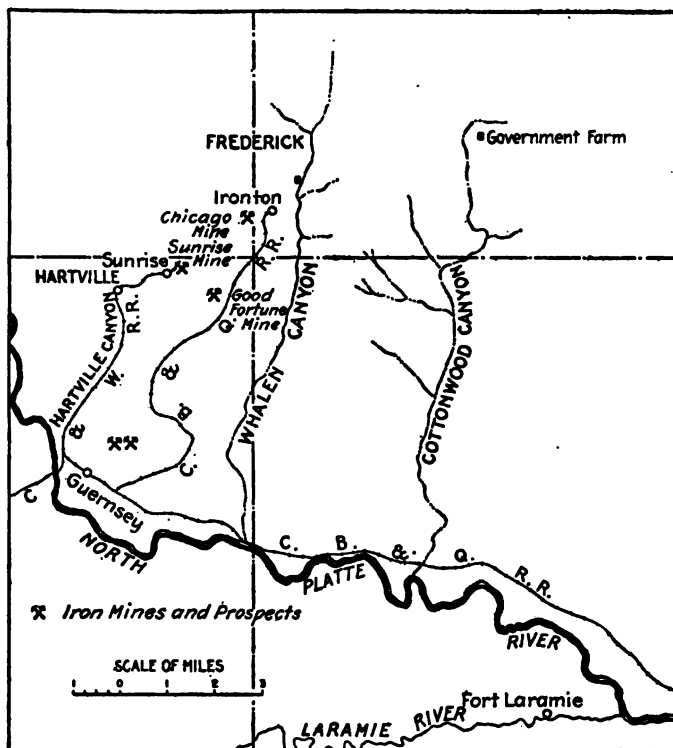 FREDERICK
Government Farm
Ironton
Chicago
Mine
Sunrise
Mine
Sunrise
HARTVILLE
R. R.
Good
Fortune
Mine
Q.
&
B.
C.
HARTVILLE CANYON
R. R.
W.
&
C.
WHALEN CANYON
COTTONWOOD CANYON
Guernsey
C. B. & Q. R. R.
NORTH PLATTE RIVER
Iron Mines and Prospects
SCALE OF MILES
1 0 1 2 3
Fort Laramie
LARAMIE RIVER